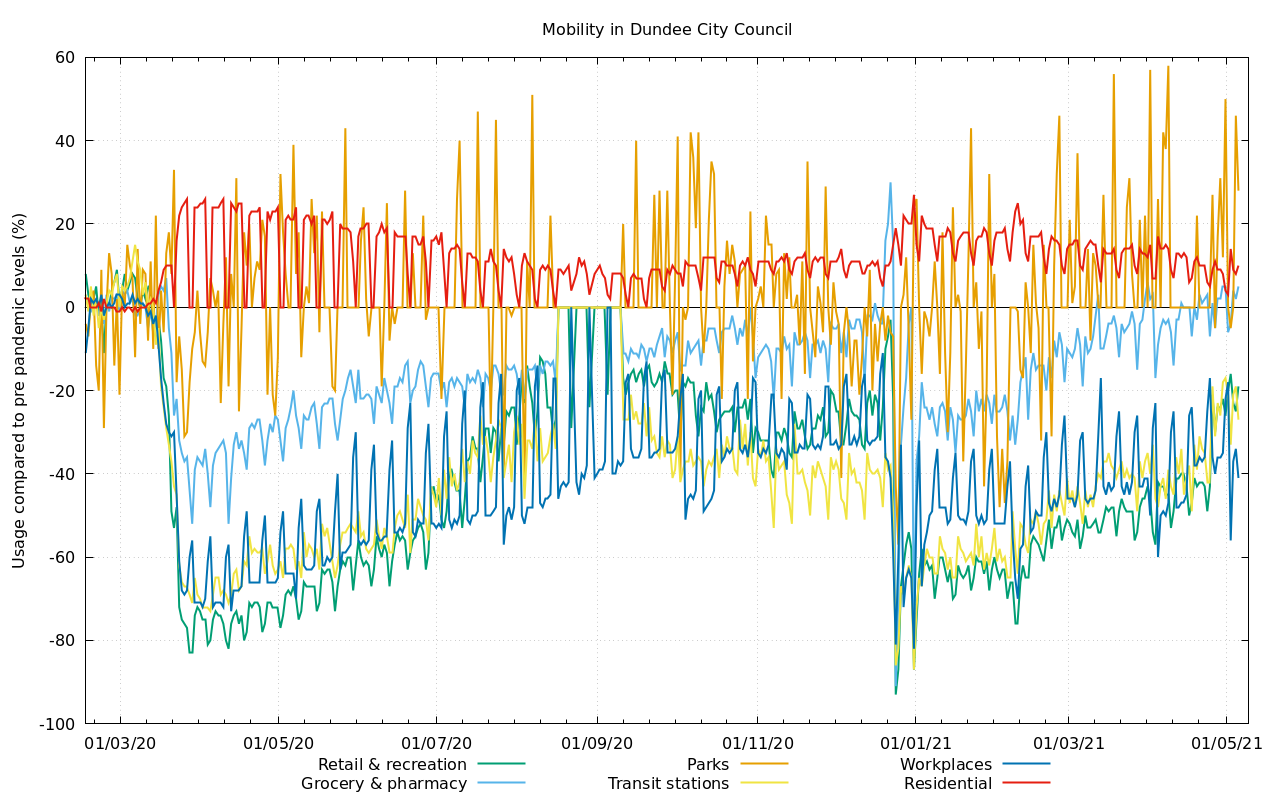 Mobility in Dundee City Council
Usage compared to pre pandemic levels (%)
60
40
20
0
-20
-40
-60
-80
-100
01/03/20 01/05/20 01/07/20 01/09/20 01/11/20 01/01/21 01/03/21 01/05/21
Retail & recreation Parks Workplaces
Grocery & pharmacy Transit stations Residential